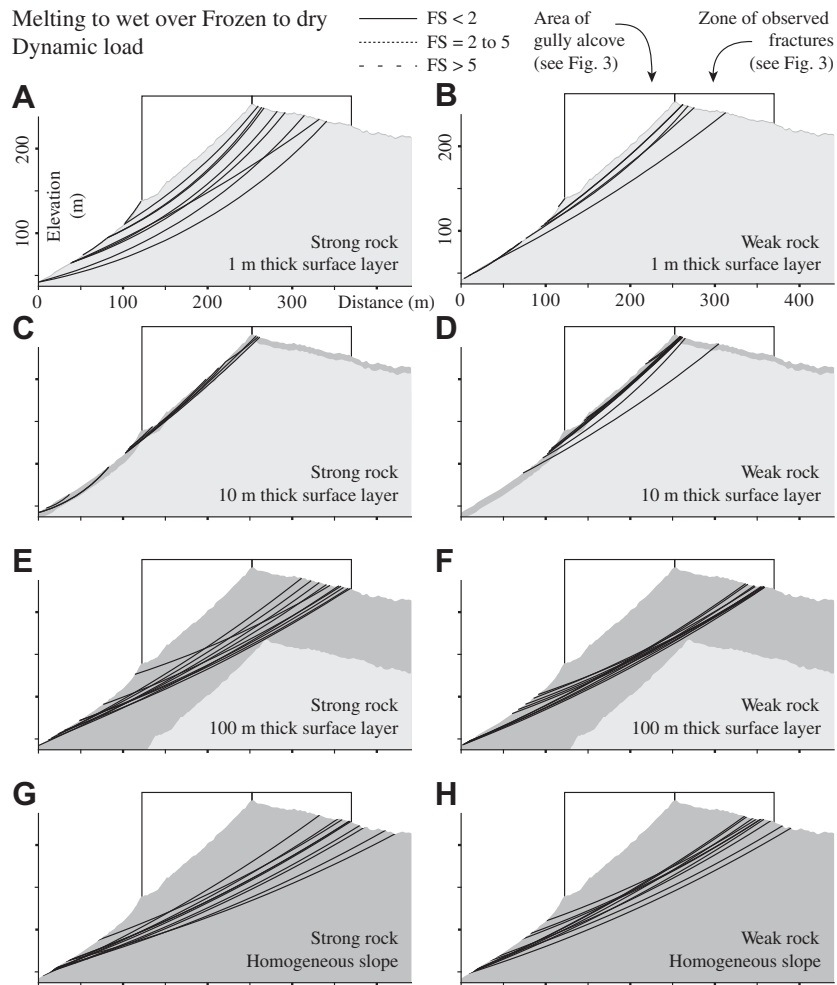 Melting to wet over Frozen to dry
Dynamic load
FS < 2
FS = 2 to 5
FS > 5
Area of
gully alcove
(see Fig. 3)
Zone of observed
fractures
(see Fig. 3)
A
200
100
Elevation
(m)
Strong rock
1 m thick surface layer
0 100 200 300 Distance (m)
B
200
100
Weak rock
1 m thick surface layer
0 100 200 300 400
C
Strong rock
10 m thick surface layer
D
Weak rock
10 m thick surface layer
E
Strong rock
100 m thick surface layer
F
Weak rock
100 m thick surface layer
G
Strong rock
Homogeneous slope
H
Weak rock
Homogeneous slope